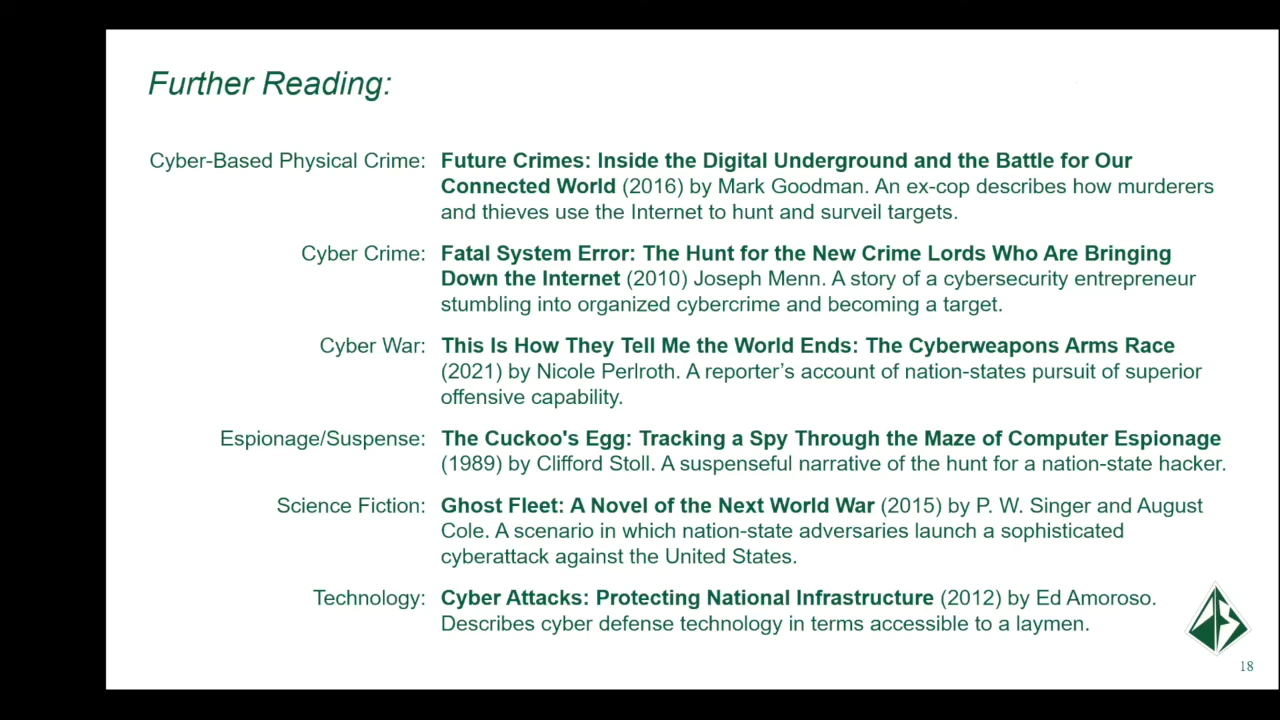 Further Reading:
Cyber-Based Physical Crime: Future Crimes: Inside the Digital Underground and the Battle for Our
Connected World (2016) by Mark Goodman. An ex-cop describes how murderers
and thieves use the Internet to hunt and surveil targets.
Cyber Crime: Fatal System Error: The Hunt for the New Crime Lords Who Are Bringing
Down the Internet (2010) Joseph Menn. A story of a cybersecurity entrepreneur
stumbling into organized cybercrime and becoming a target.
Cyber War: This Is How They Tell Me the World Ends: The Cyberweapons Arms Race
(2021) by Nicole Perlroth. A reporter's account of nation-states pursuit of superior
offensive capability.
Espionage/Suspense: The Cuckoo's Egg: Tracking a Spy Through the Maze of Computer Espionage
(1989) by Clifford Stoll. A suspenseful narrative of the hunt for a nation-state hacker.
Science Fiction: Ghost Fleet: A Novel of the Next World War (2015) by P. W. Singer and August
Cole. A scenario in which nation-state adversaries launch a sophisticated
cyberattack against the United States.
Technology: Cyber Attacks: Protecting National Infrastructure (2012) by Ed Amoroso.
Describes cyber defense technology in terms accessible to a laymen.
18